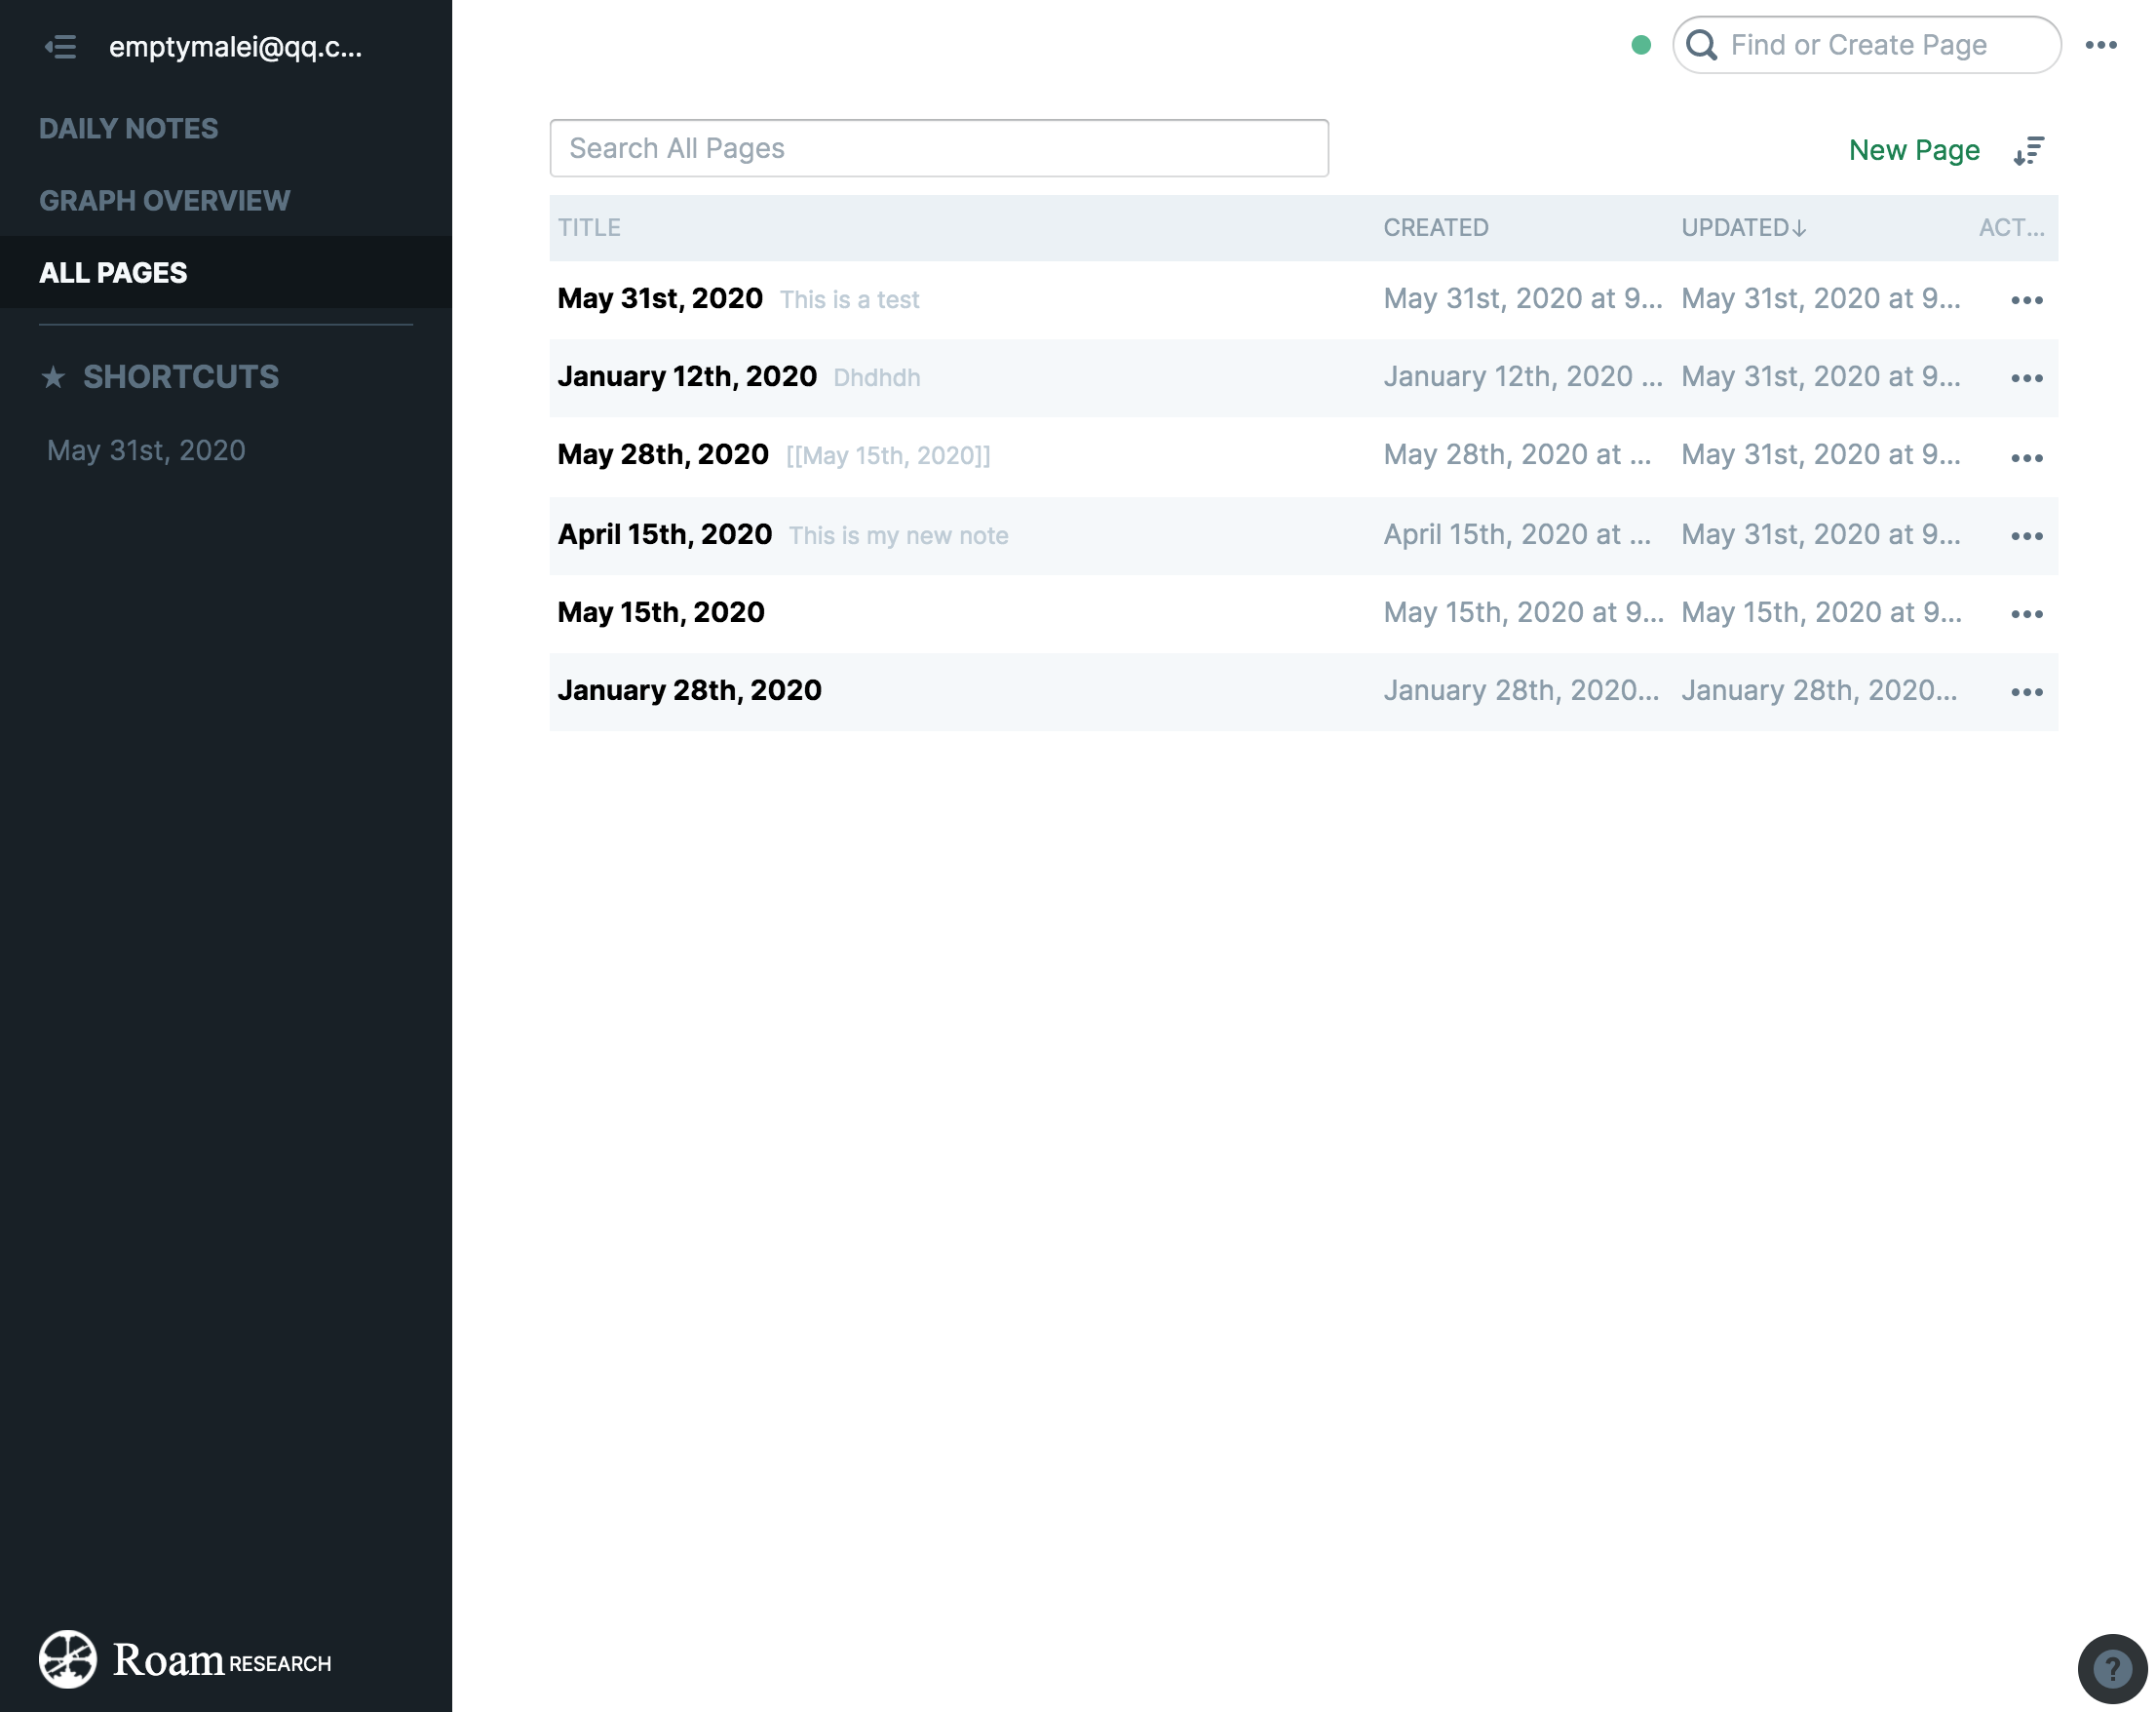 emptymalei@qq.c...
DAILY NOTES
GRAPH OVERVIEW
ALL PAGES
★ SHORTCUTS
May 31st, 2020
Roam RESEARCH
Find or Create Page
Search All Pages
New Page
TITLE CREATED UPDATED↓ ACT...
May 31st, 2020 This is a test May 31st, 2020 at 9... May 31st, 2020 at 9...
January 12th, 2020 Dhdhdh January 12th, 2020 ... May 31st, 2020 at 9...
May 28th, 2020 [[May 15th, 2020]] May 28th, 2020 at ... May 31st, 2020 at 9...
April 15th, 2020 This is my new note April 15th, 2020 at ... May 31st, 2020 at 9...
May 15th, 2020 May 15th, 2020 at 9... May 15th, 2020 at 9...
January 28th, 2020 January 28th, 2020... January 28th, 2020...
?